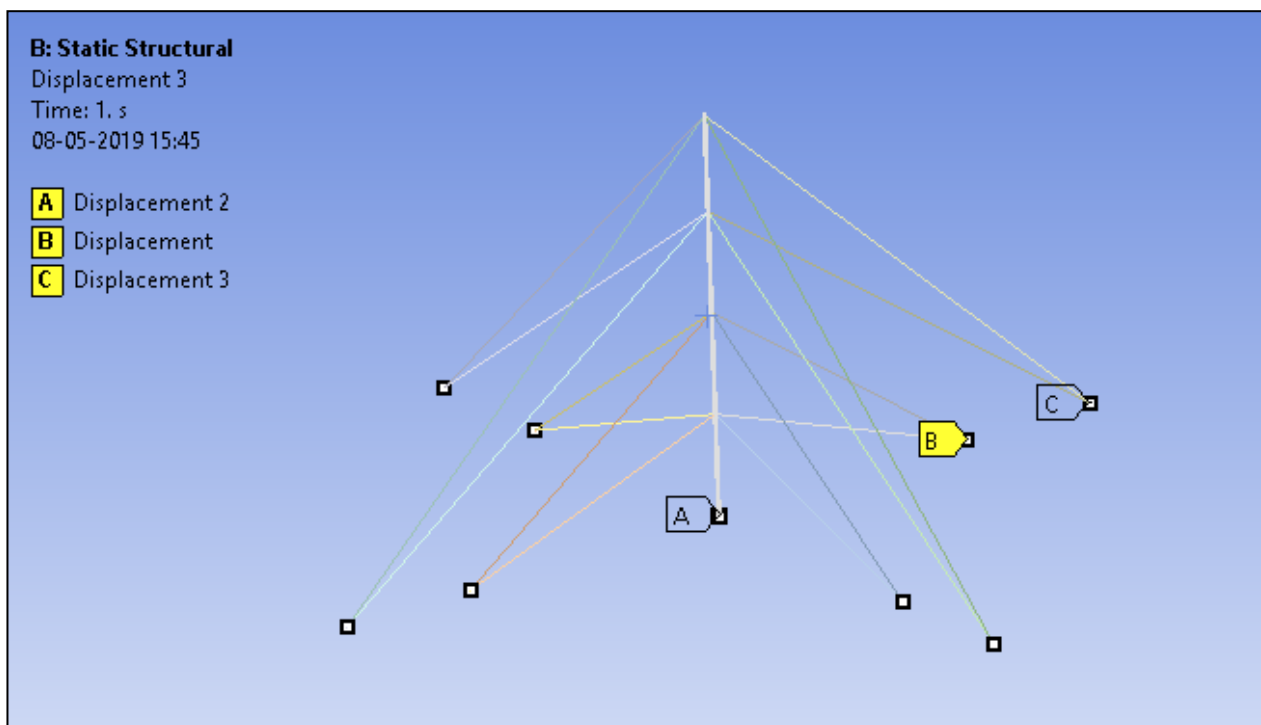 B: Static Structural
Displacement 3
Time: 1. s
08-05-2019 15:45
A Displacement 2
B Displacement
C Displacement 3
C
B
A